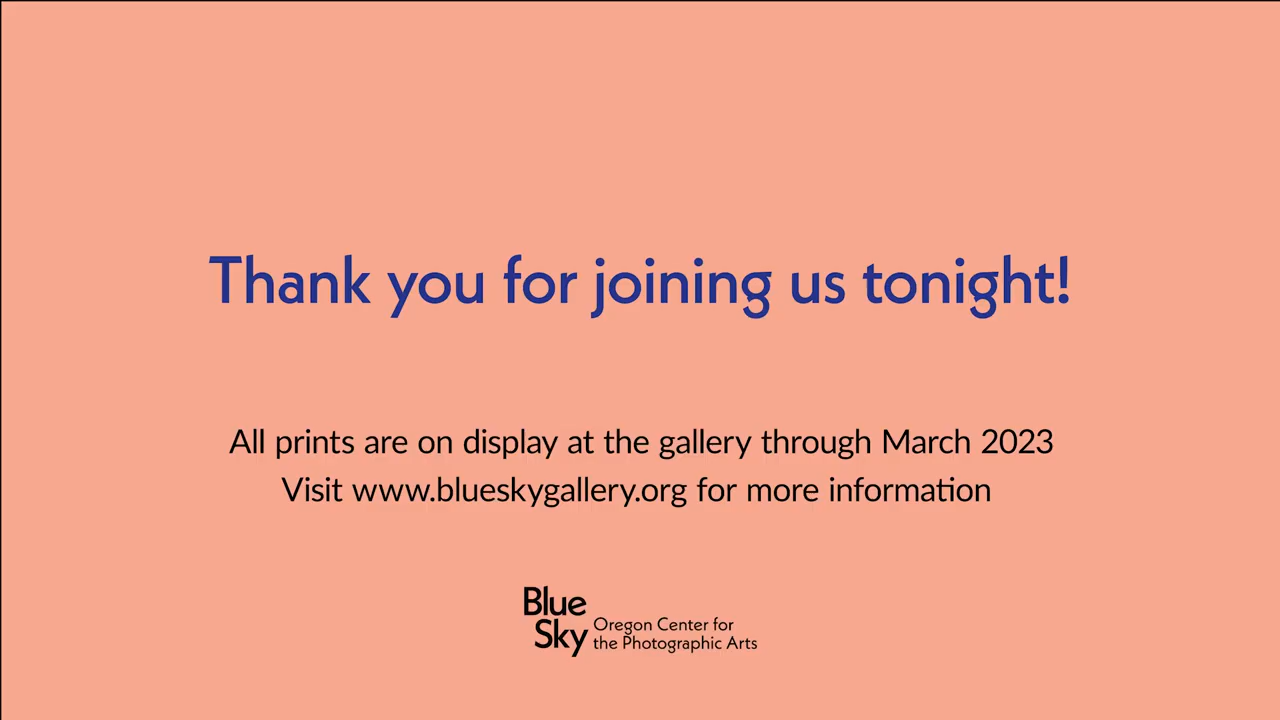 Thank you for joining us tonight!
All prints are on display at the gallery through March 2023
Visit www.blueskygallery.org for more information
Blue
Sky
Oregon Center for
the Photographic Arts